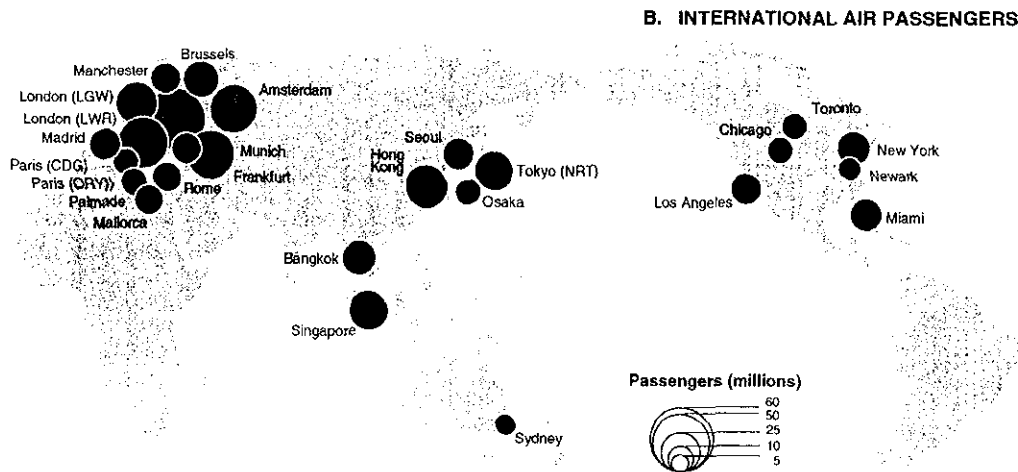 B. INTERNATIONAL AIR PASSENGERS
Brussels
Manchester
Amsterdam
London (LGW)
London (LWR)
Madrid
Munich
Paris (CDG)
Frankfurt
Paris (ORY)
Rome
Palmade
Mallorca
Seoul
Hong
Kong
Tokyo (NRT)
Osaka
Bangkok
Singapore
Sydney
Toronto
Chicago
New York
Newark
Los Angeles
Miami
Passengers (millions)
60
50
25
10
5